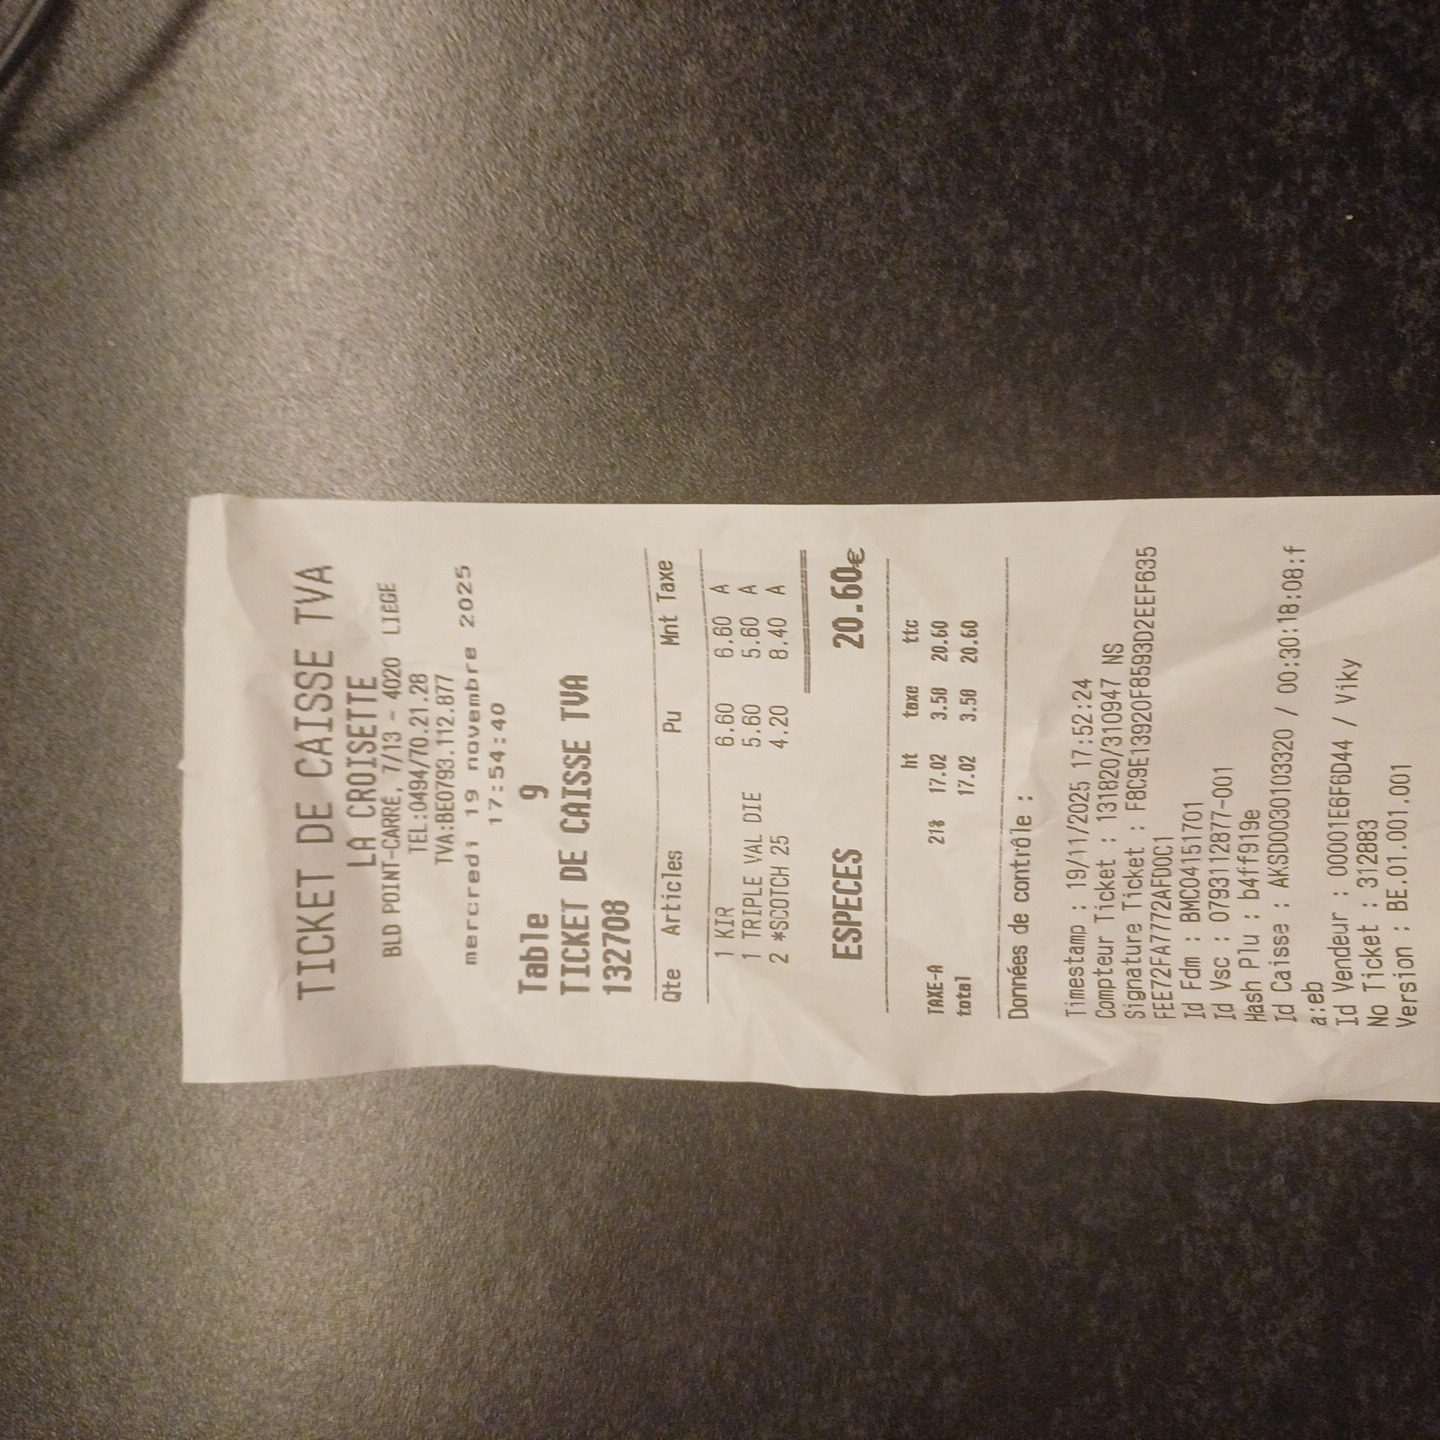 TICKET DE CAISSE TVA
LA CROISETTE
BLD POINT-CARRÉ, 7/13 - 4020 LIÈGE
TEL:0494/70.21.28
TVA:BE0793.112.877
mercredi 19 novembre 2025
17:54:40
Table 9
TICKET DE CAISSE TVA
132708
Qte Articles Pu Mnt Taxe
1 KIR 6.60 6.60 A
1 TRIPLE VAL DIE 5.60 5.60 A
2 *SCOTCH 25 4.20 8.40 A
ESPECES 20.60€
ht taxe ttc
TAXE-A 21% 17.02 3.58 20.60
total 17.02 3.58 20.60
Données de contrôle :
Timestamp : 19/11/2025 17:52:24
Compteur Ticket : 131820/310947 NS
Signature Ticket : F8C9E13920F8593D2EEF635
FEE72FA7772AFD0C1
Id Fdm : BMC04151701
Id Vsc : 0793112877-001
Hash Plu : b4ff919e
Id Caisse : AKSD0030103320 / 00:30:18:08:f
a:eb
Id Vendeur : 00001E6F6D44 / Viky
No Ticket : 312883
Version : BE.01.001.001